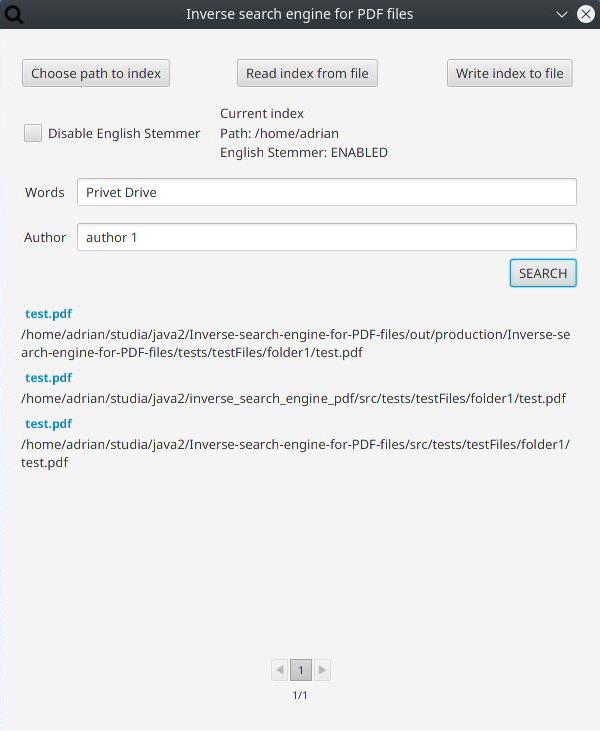 Inverse search engine for PDF files
Choose path to index
Read index from file
Write index to file
Current index
Disable English Stemmer
Path: /home/adrian
English Stemmer: ENABLED
Words
Privet Drive
Author
author 1
SEARCH
test.pdf
/home/adrian/studia/java2/Inverse-search-engine-for-PDF-files/out/production/Inverse-se
arch-engine-for-PDF-files/tests/testFiles/folder1/test.pdf
test.pdf
/home/adrian/studia/java2/inverse_search_engine_pdf/src/tests/testFiles/folder1/test.pdf
test.pdf
/home/adrian/studia/java2/Inverse-search-engine-for-PDF-files/src/tests/testFiles/folder1/
test.pdf
1
1/1